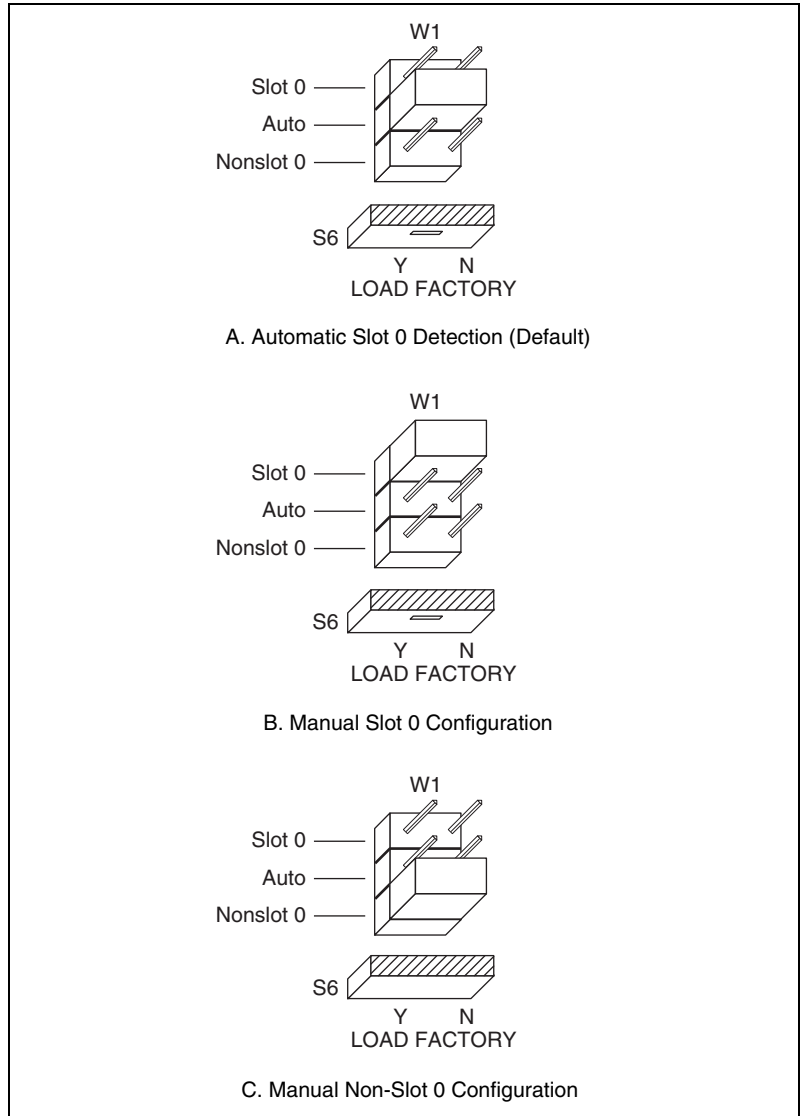 W1
Slot 0
Auto
Nonslot 0
S6
Y N
LOAD FACTORY
A. Automatic Slot 0 Detection (Default)
W1
Slot 0
Auto
Nonslot 0
S6
Y N
LOAD FACTORY
B. Manual Slot 0 Configuration
W1
Slot 0
Auto
Nonslot 0
S6
Y N
LOAD FACTORY
C. Manual Non-Slot 0 Configuration